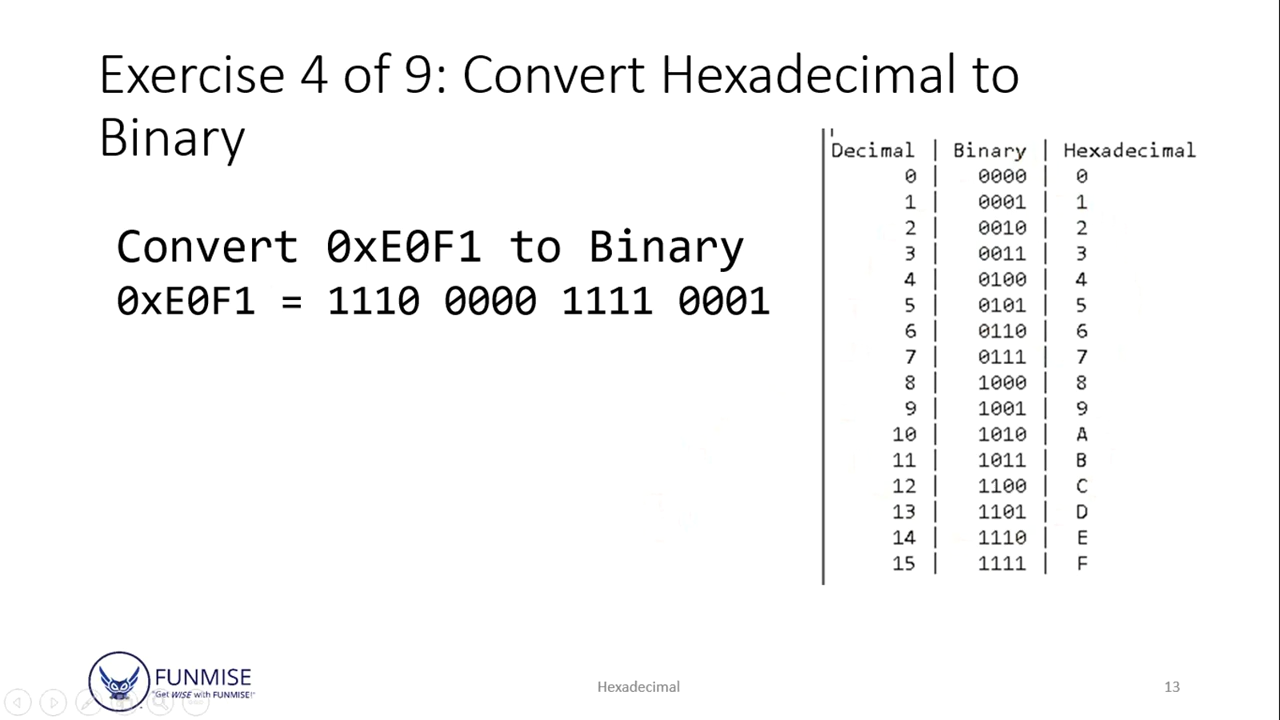 Exercise 4 of 9: Convert Hexadecimal to
Binary
Convert 0xE0F1 to Binary
0xE0F1 = 1110 0000 1111 0001
Decimal | Binary | Hexadecimal
0 | 0000 | 0
1 | 0001 | 1
2 | 0010 | 2
3 | 0011 | 3
4 | 0100 | 4
5 | 0101 | 5
6 | 0110 | 6
7 | 0111 | 7
8 | 1000 | 8
9 | 1001 | 9
10 | 1010 | A
11 | 1011 | B
12 | 1100 | C
13 | 1101 | D
14 | 1110 | E
15 | 1111 | F
FUNMISE
"Get WISE with FUNMISE!"
Hexadecimal
13